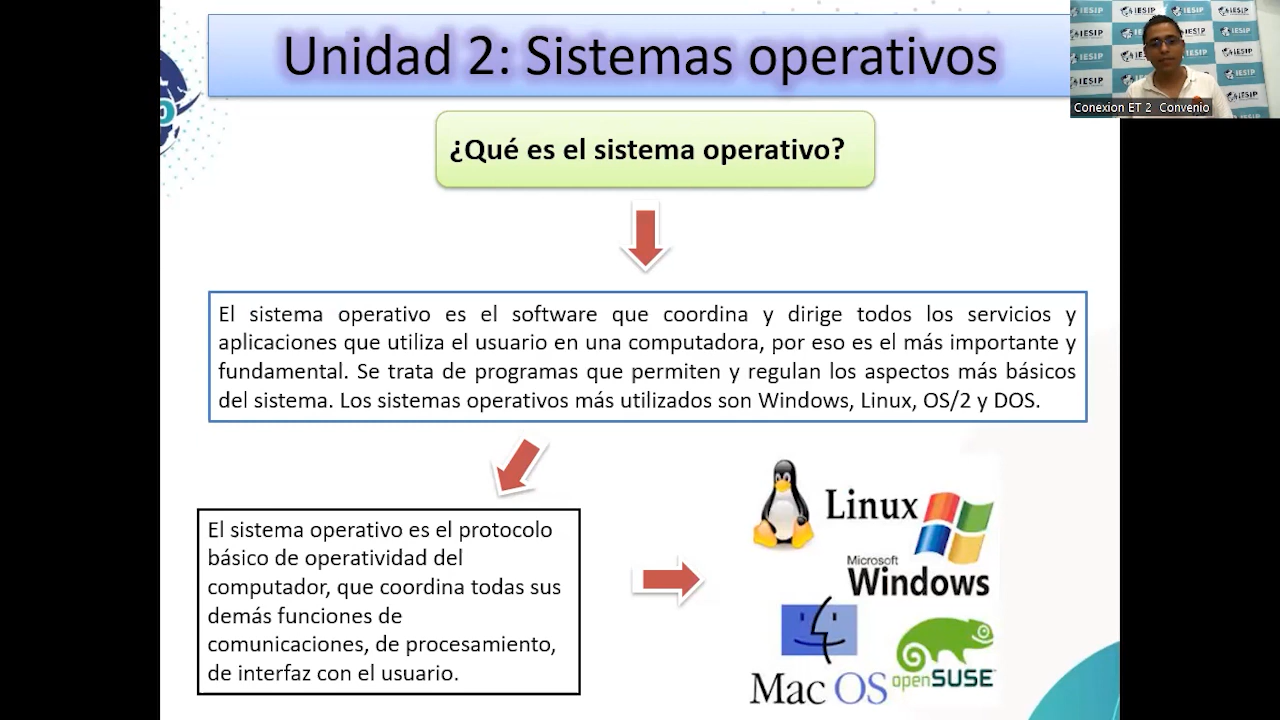 Unidad 2: Sistemas operativos
IESIP
Conexion ET 2 Convenio
¿Qué es el sistema operativo?
El sistema operativo es el software que coordina y dirige todos los servicios y
aplicaciones que utiliza el usuario en una computadora, por eso es el más importante y
fundamental. Se trata de programas que permiten y regulan los aspectos más básicos
del sistema. Los sistemas operativos más utilizados son Windows, Linux, OS/2 y DOS.
El sistema operativo es el protocolo
básico de operatividad del
computador, que coordina todas sus
demás funciones de
comunicaciones, de procesamiento,
de interfaz con el usuario.
Linux
Microsoft
Windows
Mac OS
openSUSE